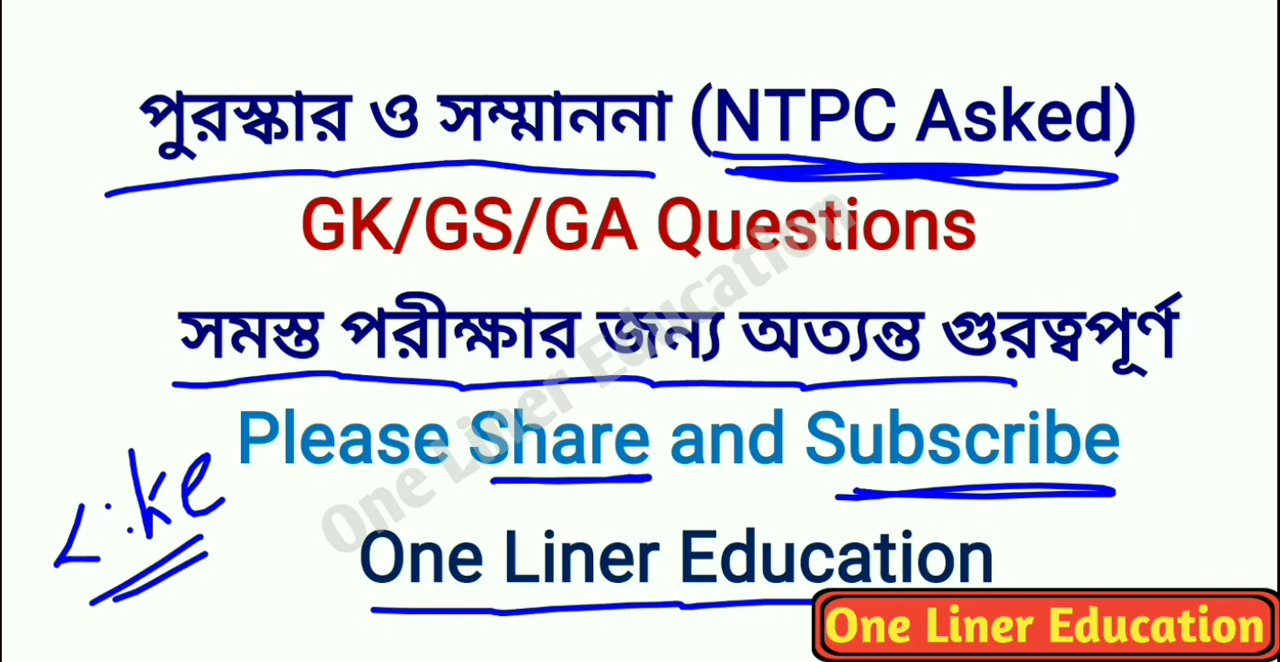 পুরস্কার ও সম্মাননা (NTPC Asked)
GK/GS/GA Questions
সমস্ত পরীক্ষার জন্য অত্যন্ত গুরত্বপূর্ণ
Please Share and Subscribe
Like
One Liner Education
One Liner Education
One Liner Education